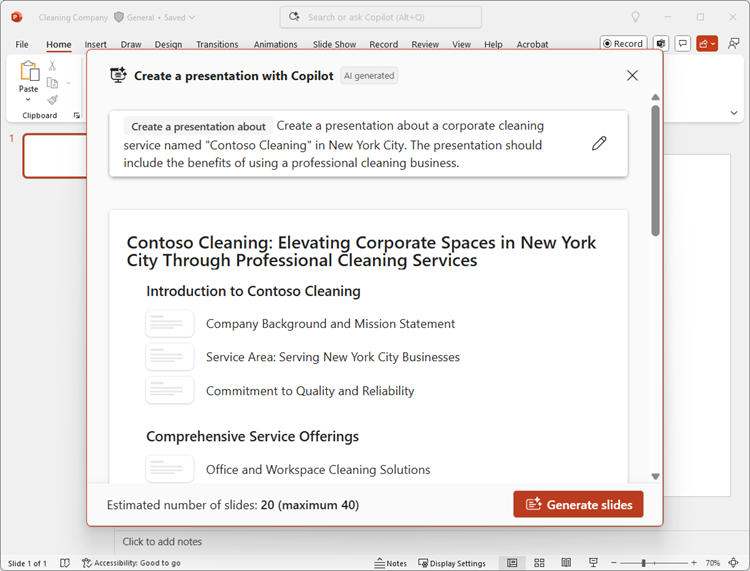 Cleaning Company General • Saved
Search or ask Copilot (Alt+Q)
File Home Insert Draw Design Transitions Animations Slide Show Record Review View Help Acrobat Record
Paste
Clipboard
Create a presentation with Copilot AI generated
Create a presentation about Create a presentation about a corporate cleaning
service named "Contoso Cleaning" in New York City. The presentation should
include the benefits of using a professional cleaning business.
1
Contoso Cleaning: Elevating Corporate Spaces in New York
City Through Professional Cleaning Services
Introduction to Contoso Cleaning
Company Background and Mission Statement
Service Area: Serving New York City Businesses
Commitment to Quality and Reliability
Comprehensive Service Offerings
Office and Workspace Cleaning Solutions
Estimated number of slides: 20 (maximum 40)
Generate slides
Click to add notes
Slide 1 of 1 Accessibility: Good to go Notes Display Settings 70%